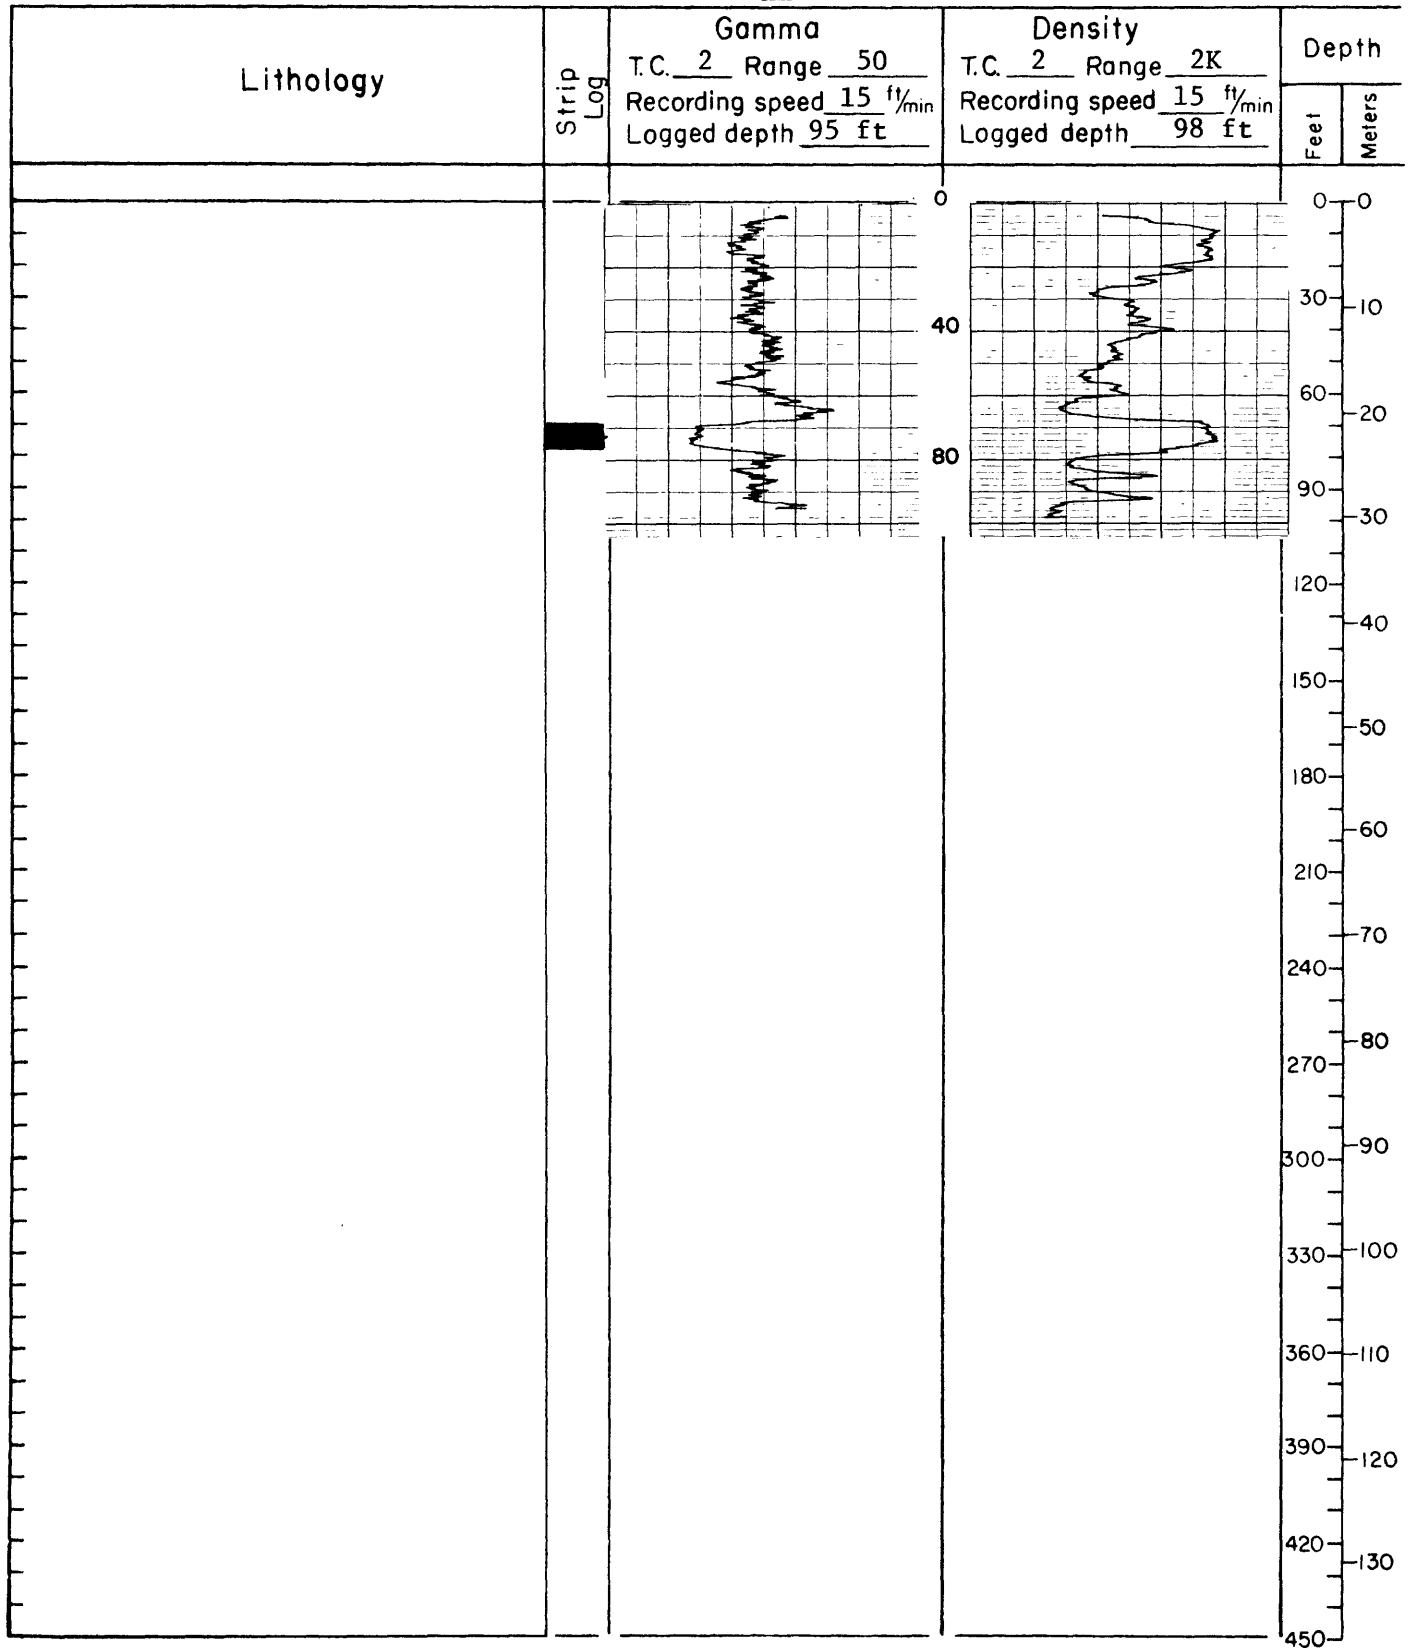 Lithology
Strip Log
Gamma
T.C. 2 Range 50
Recording speed 15 ft/min
Logged depth 95 ft
Density
T.C. 2 Range 2K
Recording speed 15 ft/min
Logged depth 98 ft
Depth
Feet
Meters
0
40
80
0
30
60
90
120
150
180
210
240
270
300
330
360
390
420
450
0
10
20
30
40
50
60
70
80
90
100
110
120
130